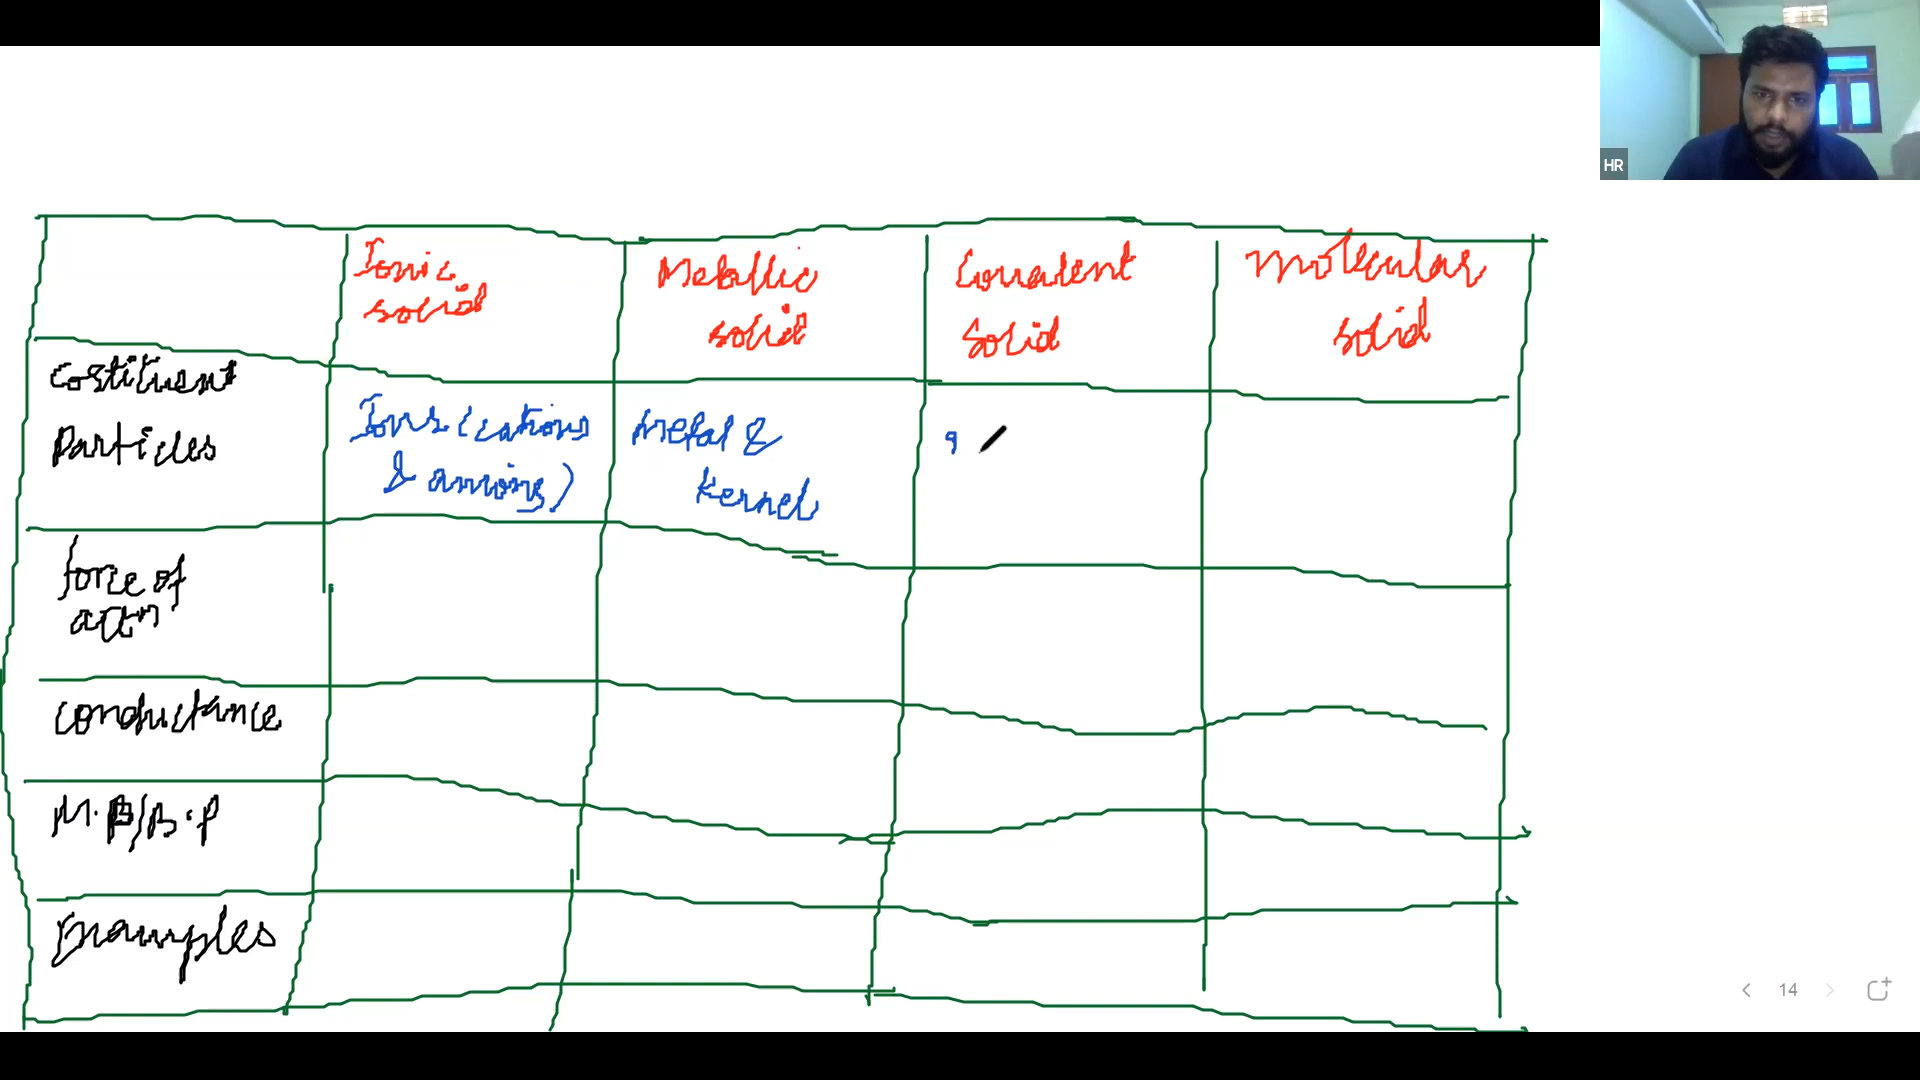 HR
Ionic
solid
Metallic
solid
Covalent
Solid
Molecular
solid
Costituent
Particles
Ions (cations
& anions)
Metal &
kernel
force of
attn
conductance
M.P/B.P
Examples
14